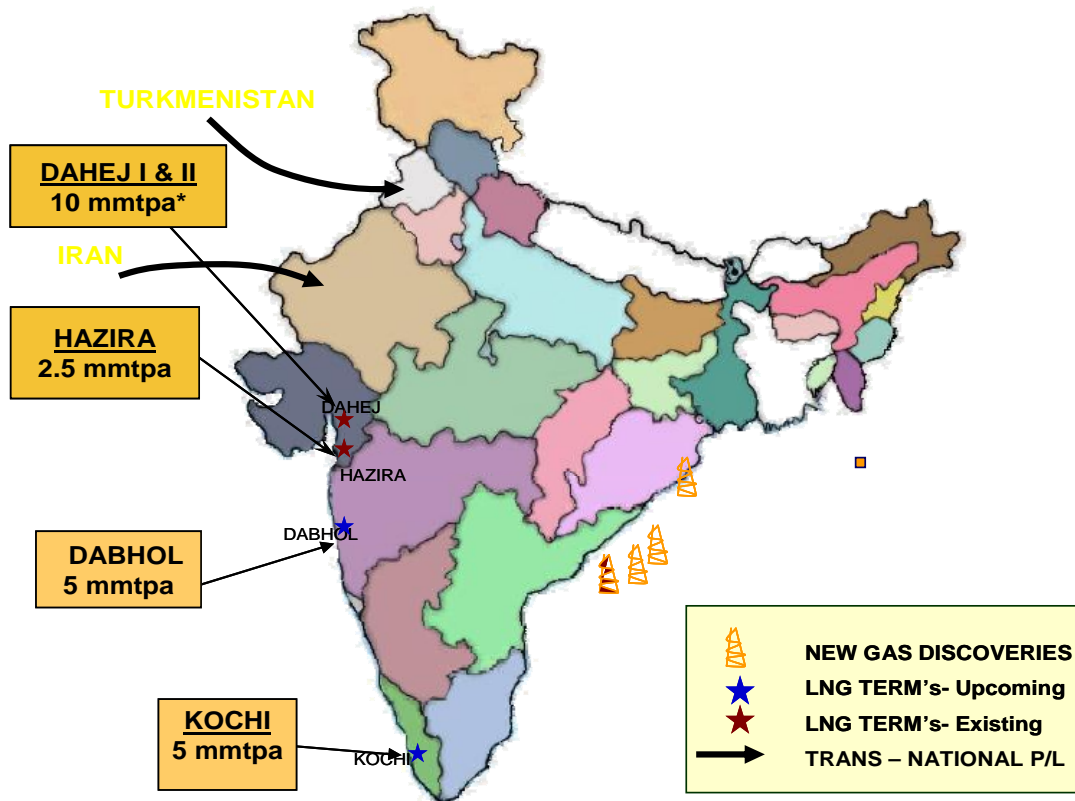 TURKMENISTAN
DAHEJ I & II
10 mmtpa*
IRAN
HAZIRA
2.5 mmtpa
DAHEJ
HAZIRA
DABHOL
DABHOL
5 mmtpa
KOCHI
5 mmtpa
KOCHI
NEW GAS DISCOVERIES
LNG TERM's- Upcoming
LNG TERM's- Existing
TRANS – NATIONAL P/L